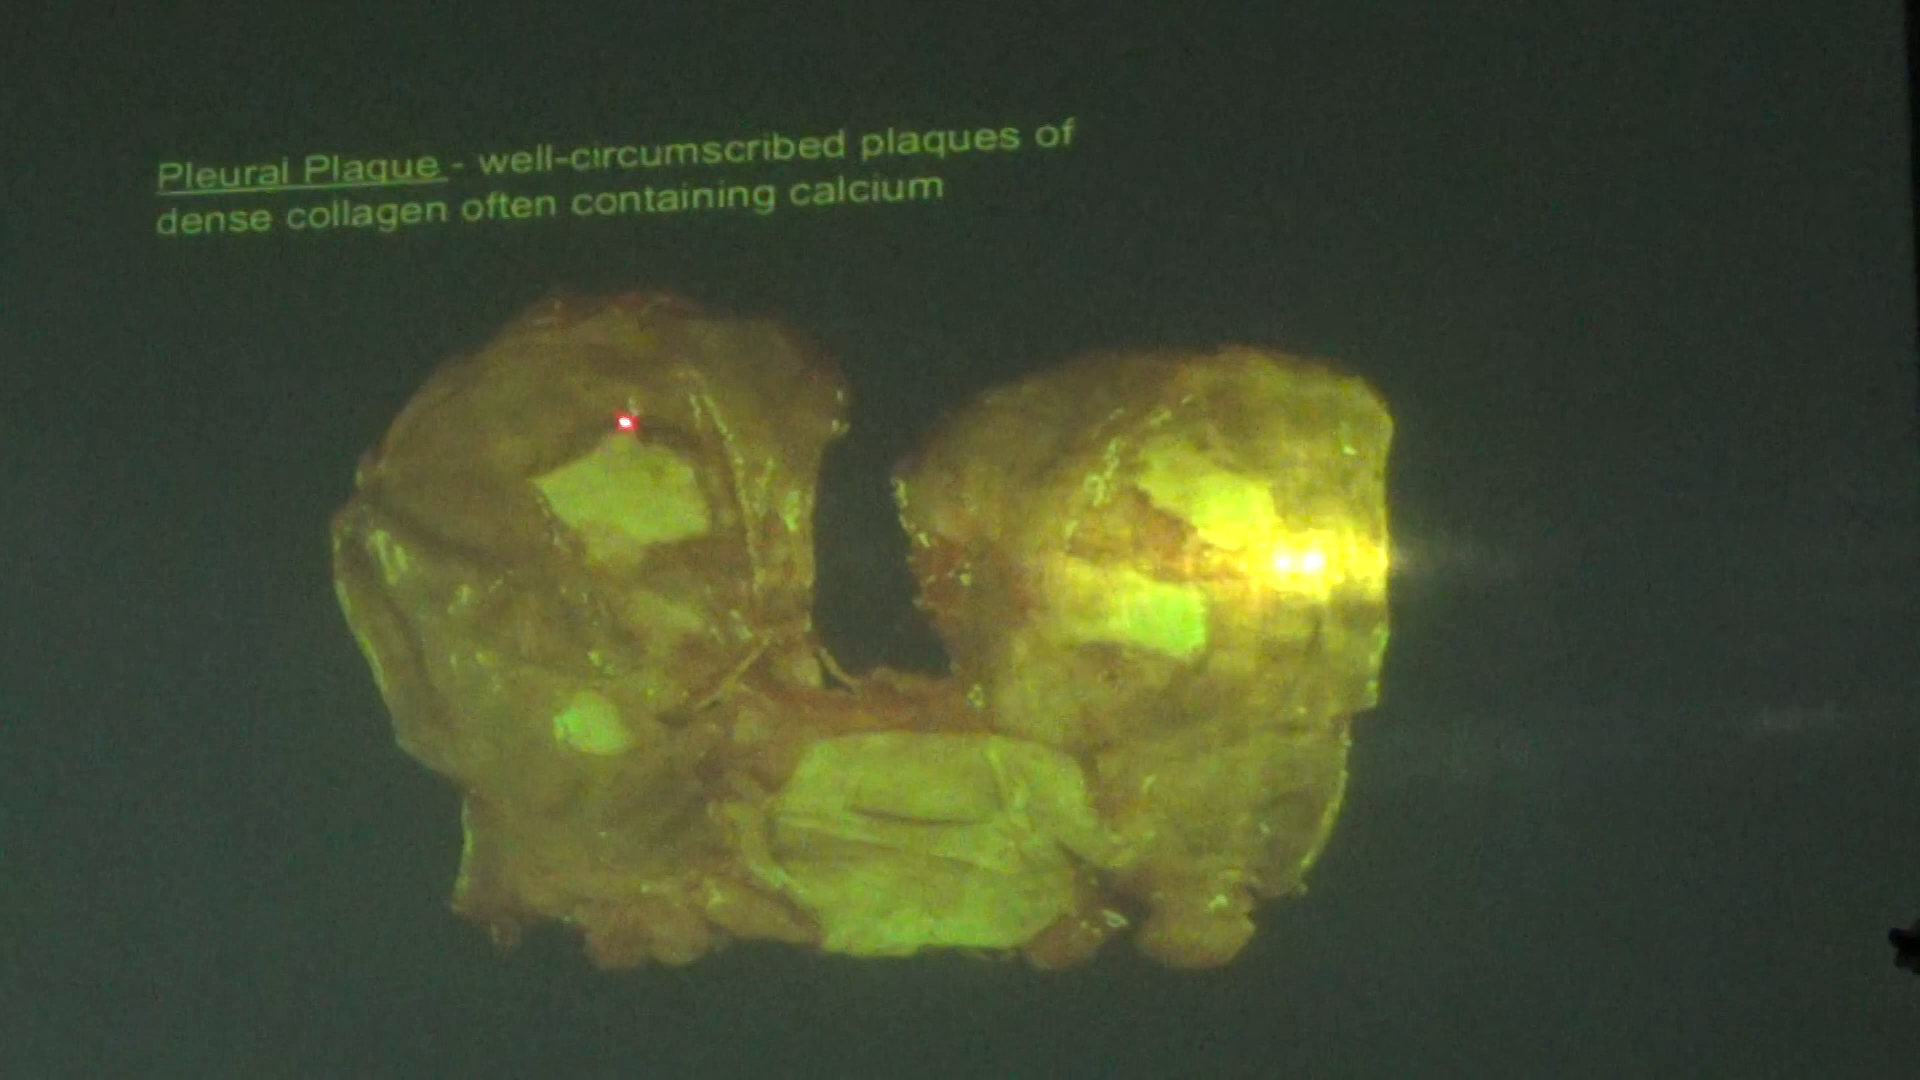 Pleural Plaque - well-circumscribed plaques of
dense collagen often containing calcium